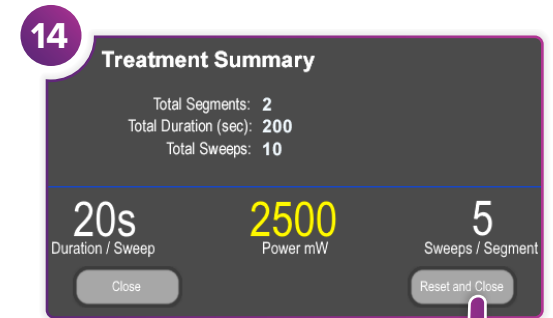 14
Treatment Summary
Total Segments: 2
Total Duration (sec): 200
Total Sweeps: 10
20s 2500 5
Duration / Sweep Power mW Sweeps / Segment
Close Reset and Close